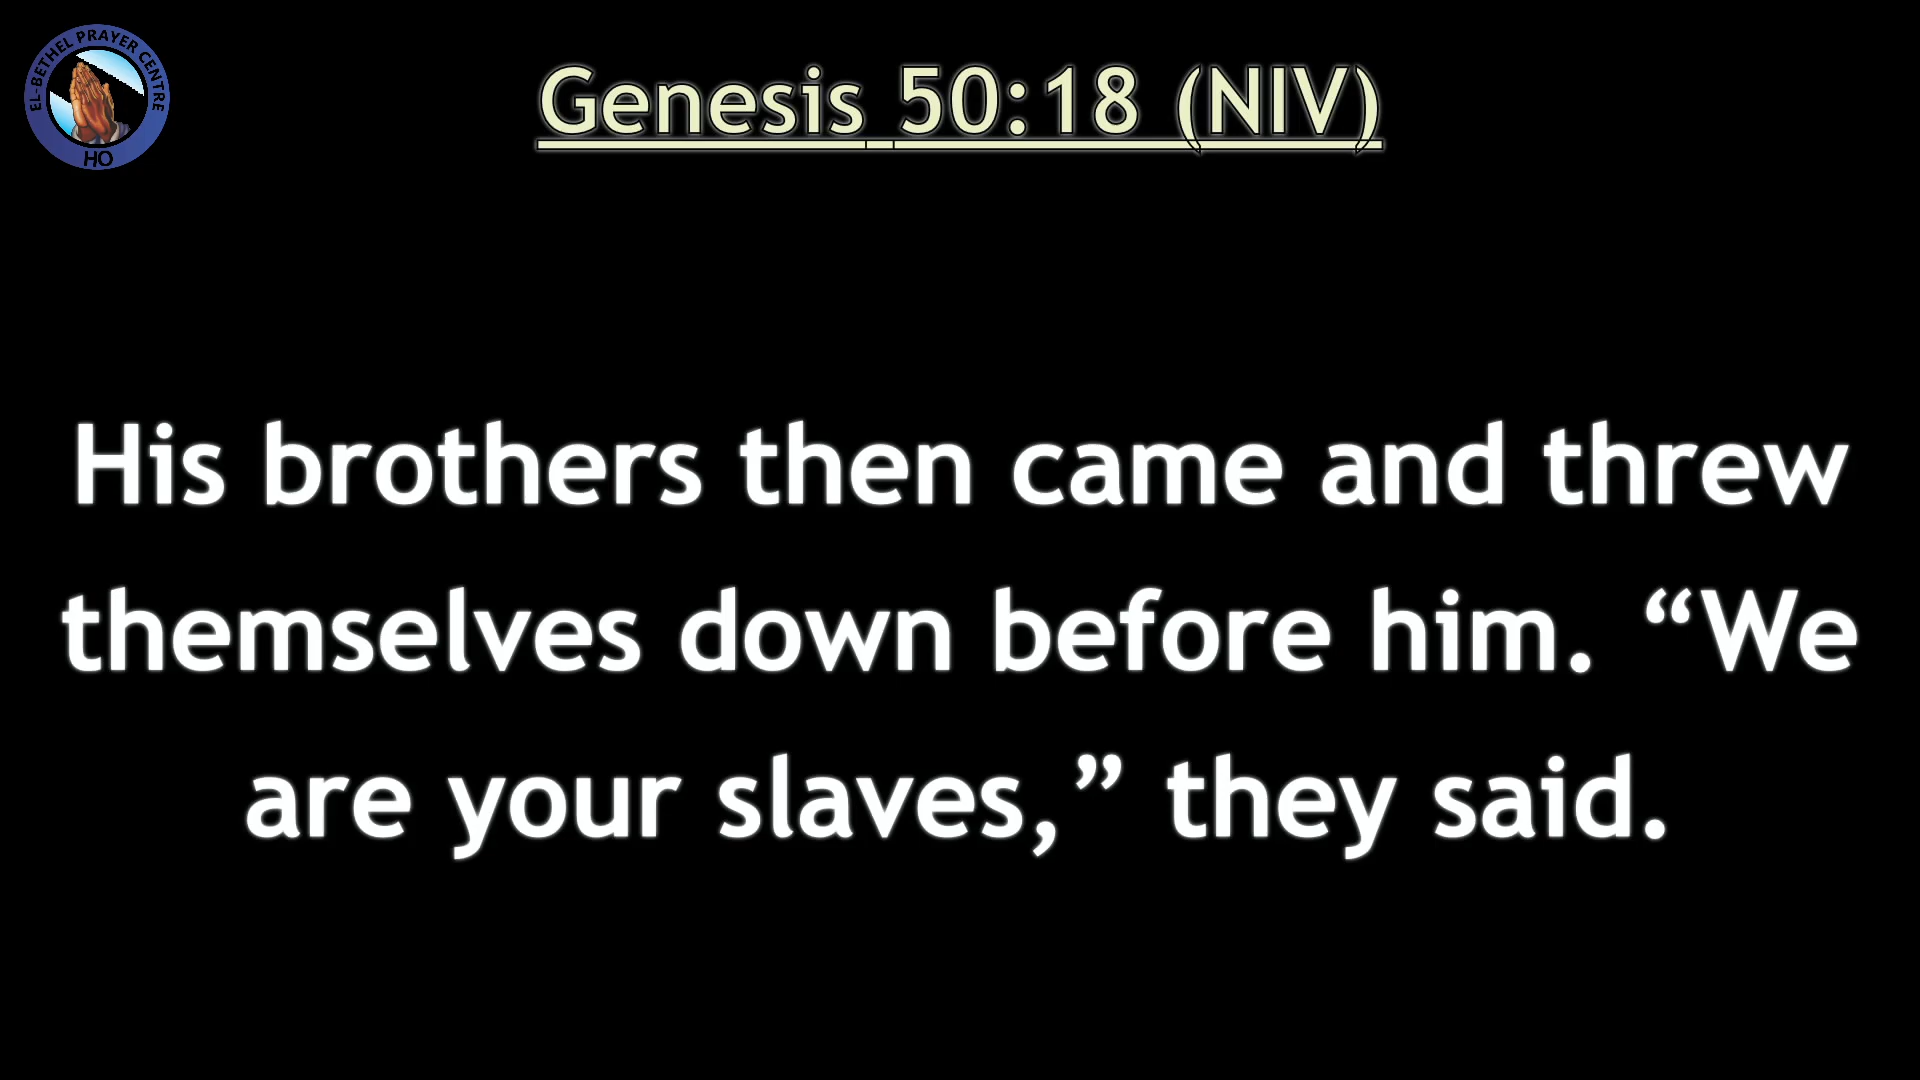 EL-BETHEL PRAYER CENTRE
HO
Genesis 50:18 (NIV)
His brothers then came and threw
themselves down before him. “We
are your slaves,” they said.